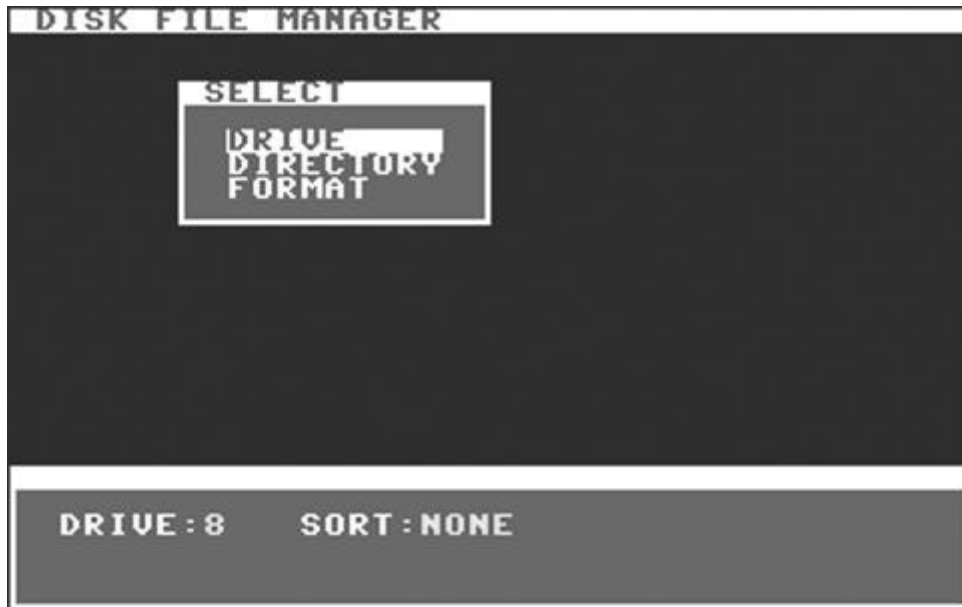 DISK FILE MANAGER
SELECT
DRIVE
DIRECTORY
FORMAT
DRIVE:8 SORT:NONE